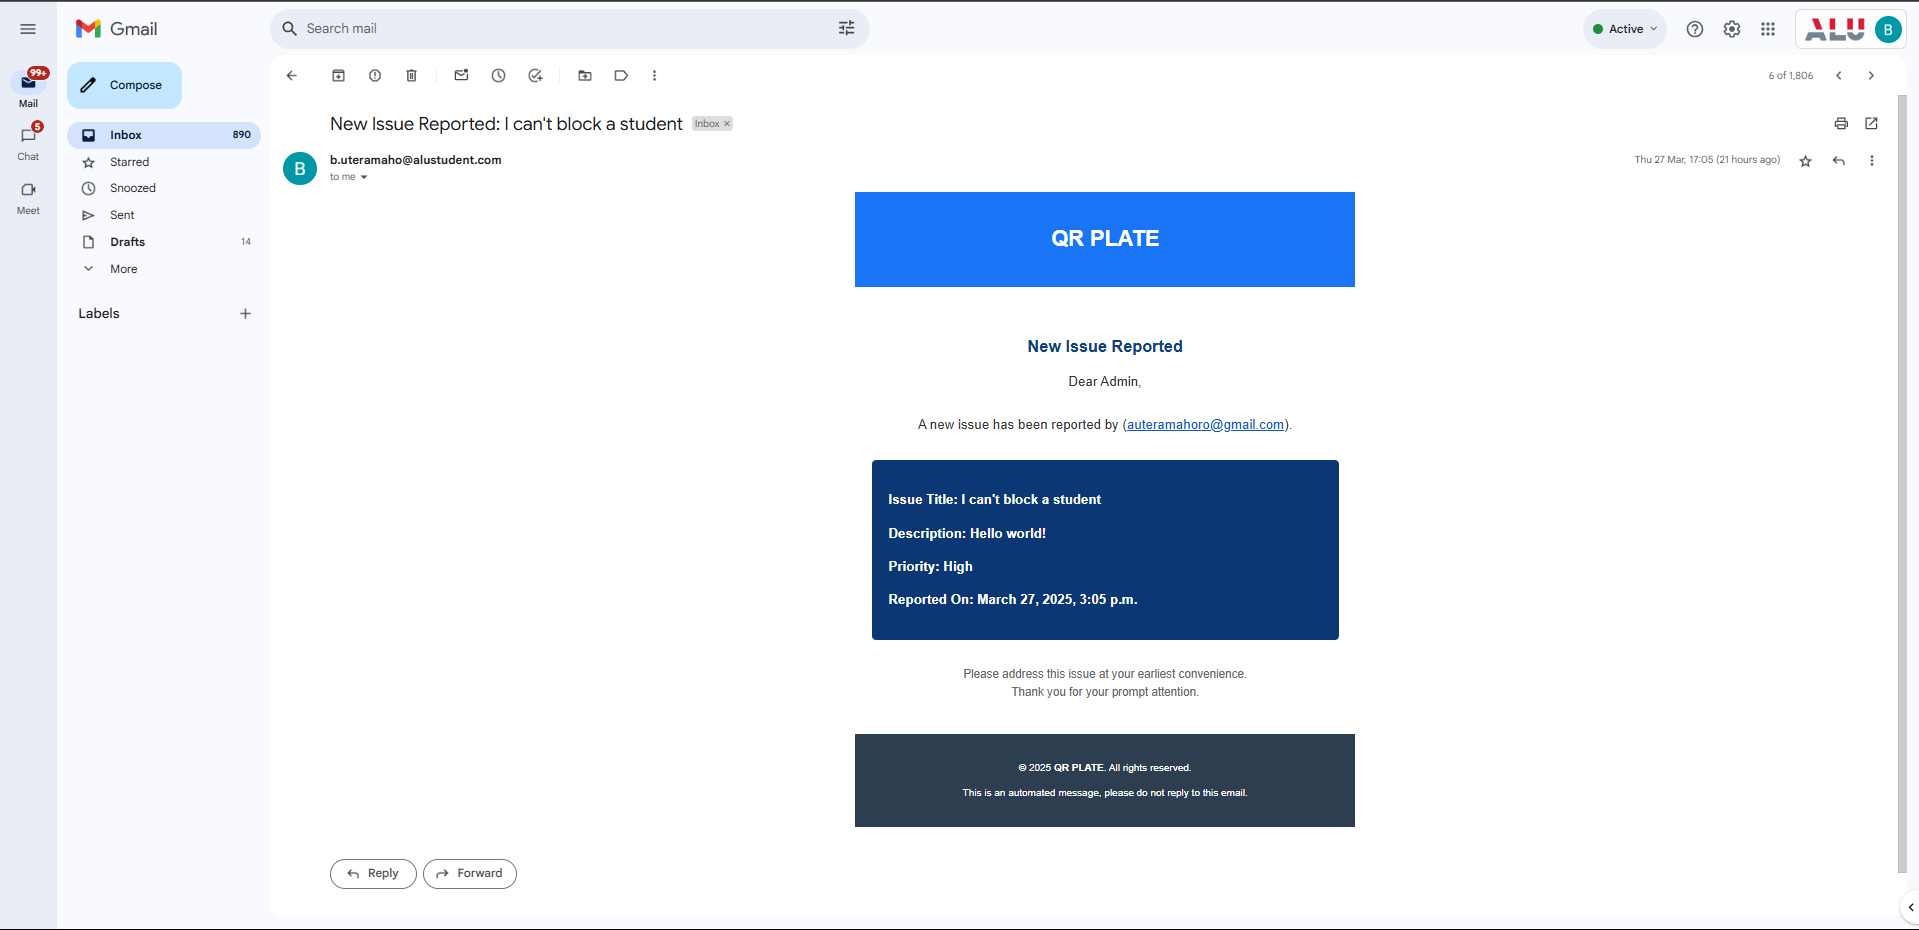 Gmail
Search mail
Active
ALU
B
99+
Mail
5
Chat
Meet
Compose
Inbox 890
Starred
Snoozed
Sent
Drafts 14
More
Labels
6 of 1,806
New Issue Reported: I can't block a student Inbox ×
B
b.uteramaho@alustudent.com
to me
Thu 27 Mar, 17:05 (21 hours ago)
QR PLATE
New Issue Reported
Dear Admin,
A new issue has been reported by (auteramahoro@gmail.com).
Issue Title: I can't block a student
Description: Hello world!
Priority: High
Reported On: March 27, 2025, 3:05 p.m.
Please address this issue at your earliest convenience.
Thank you for your prompt attention.
© 2025 QR PLATE. All rights reserved.
This is an automated message, please do not reply to this email.
Reply
Forward